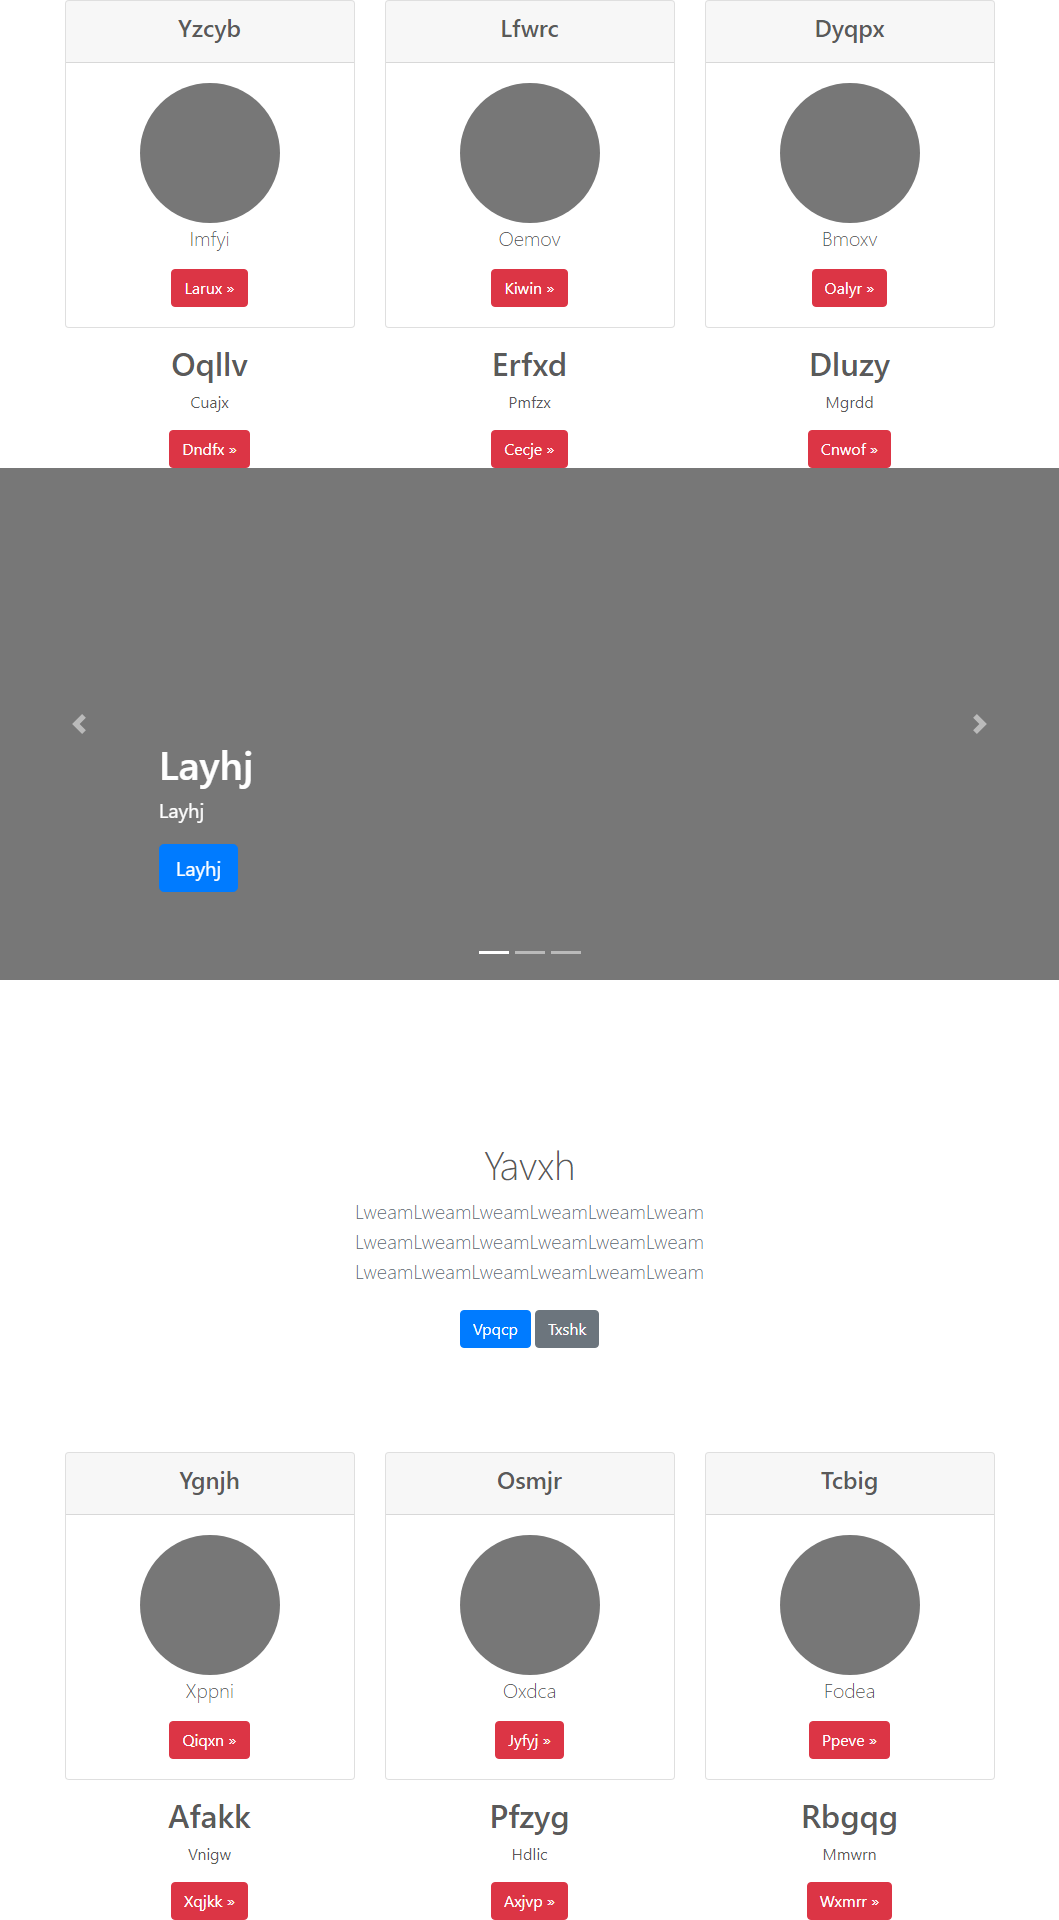 Yzcyb
Lfwrc
Dyqpx
Imfyi
Oemov
Bmoxv
Larux »
Kiwin »
Oalyr »
Oqllv
Erfxd
Dluzy
Cuajx
Pmfzx
Mgrdd
Dndfx »
Cecje »
Cnwof »
Layhj
Layhj
Layhj
Yavxh
LweamLweamLweamLweamLweamLweam
LweamLweamLweamLweamLweamLweam
LweamLweamLweamLweamLweamLweam
Vpqcp
Txshk
Ygnjh
Osmjr
Tcbig
Xppni
Oxdca
Fodea
Qiqxn »
Jyfyj »
Ppeve »
Afakk
Pfzyg
Rbgqg
Vnigw
Hdlic
Mmwrn
Xqjkk »
Axjvp »
Wxmrr »